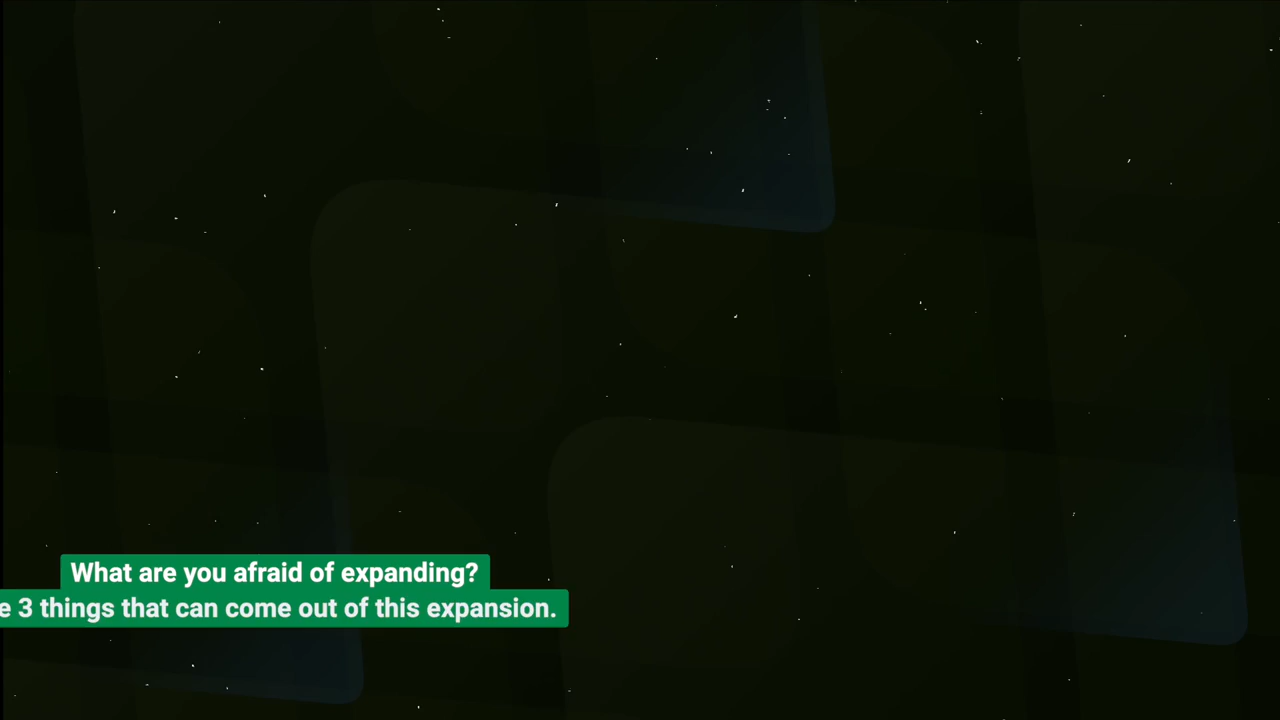 What are you afraid of expanding?
e 3 things that can come out of this expansion.